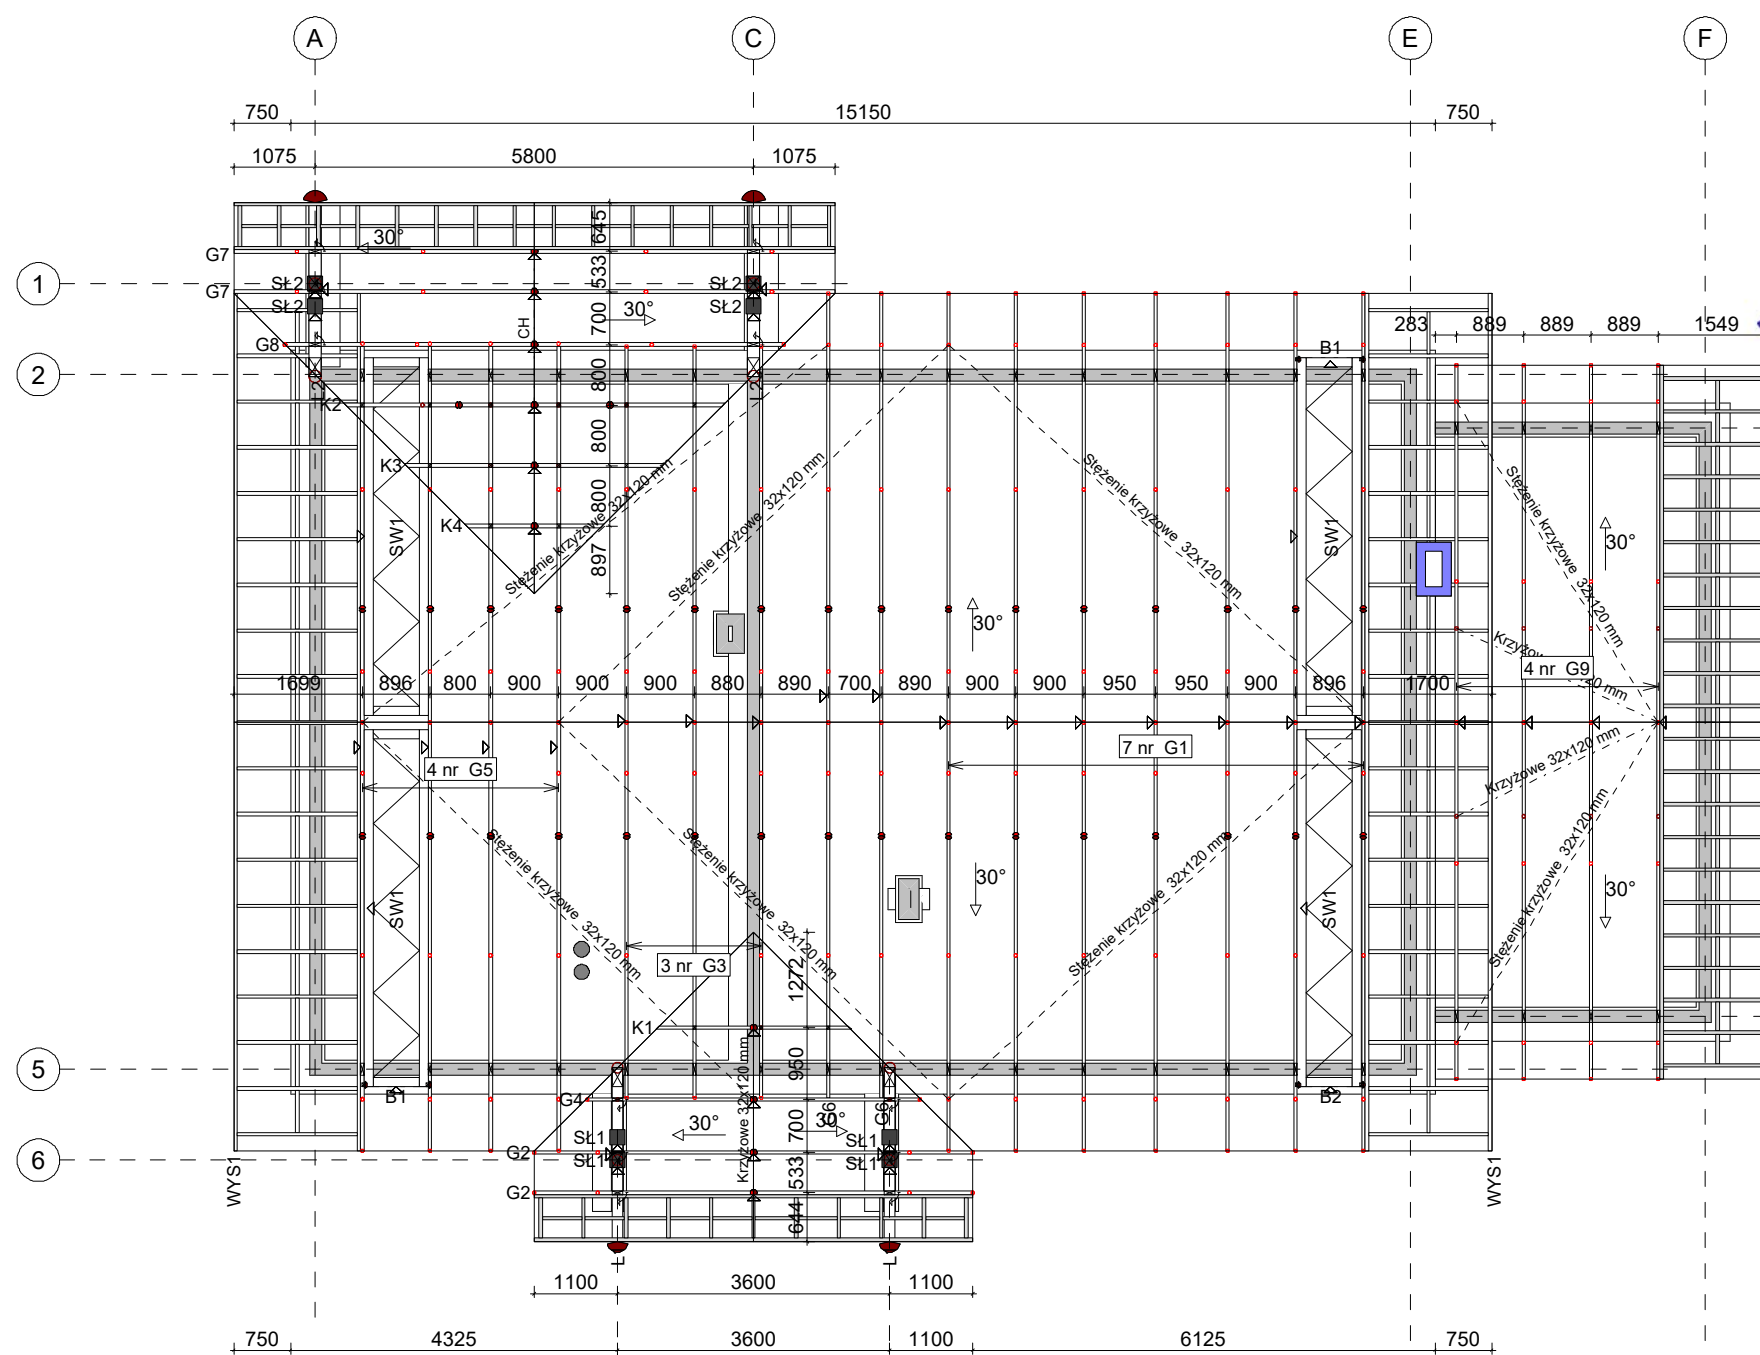 A C E F
750 15150 750
1075 5800 1075
645
30°
G7
533
1 SŁ2 SŁ2
G7
SŁ2 SŁ2
700 30°
CH
283 889 889 889 1549
G8
B1
2
800
L2 L2
K2
800
K3
Stężenie krzyżowe 32x120 mm
Stężenie krzyżowe 32x120 mm
Stężenie krzyżowe 32x120 mm
Stężenie krzyżowe 32x120 mm
800
K4
SW1 SW1
30°
897
30°
4 nr G9
1699 896 800 900 900 900 880 890 700 890 900 900 950 950 900 896 1700
7 nr G1
4 nr G5
Krzyżowe 32x120 mm
Stężenie krzyżowe 32x120 mm
Stężenie krzyżowe 32x120 mm
Stężenie krzyżowe 32x120 mm
Stężenie krzyżowe 32x120 mm
30° 30°
SW1 SW1
3 nr G3
1272
K1
950
5
B1 B2
G4
Krzyżowe 32x120 mm
G6 G6
30° 700 30°
SŁ1 SŁ1
G2
6 SŁ1 SŁ1
WYS1 WYS1
533
G2
644
L L
1100 3600 1100
750 4325 3600 1100 6125 750